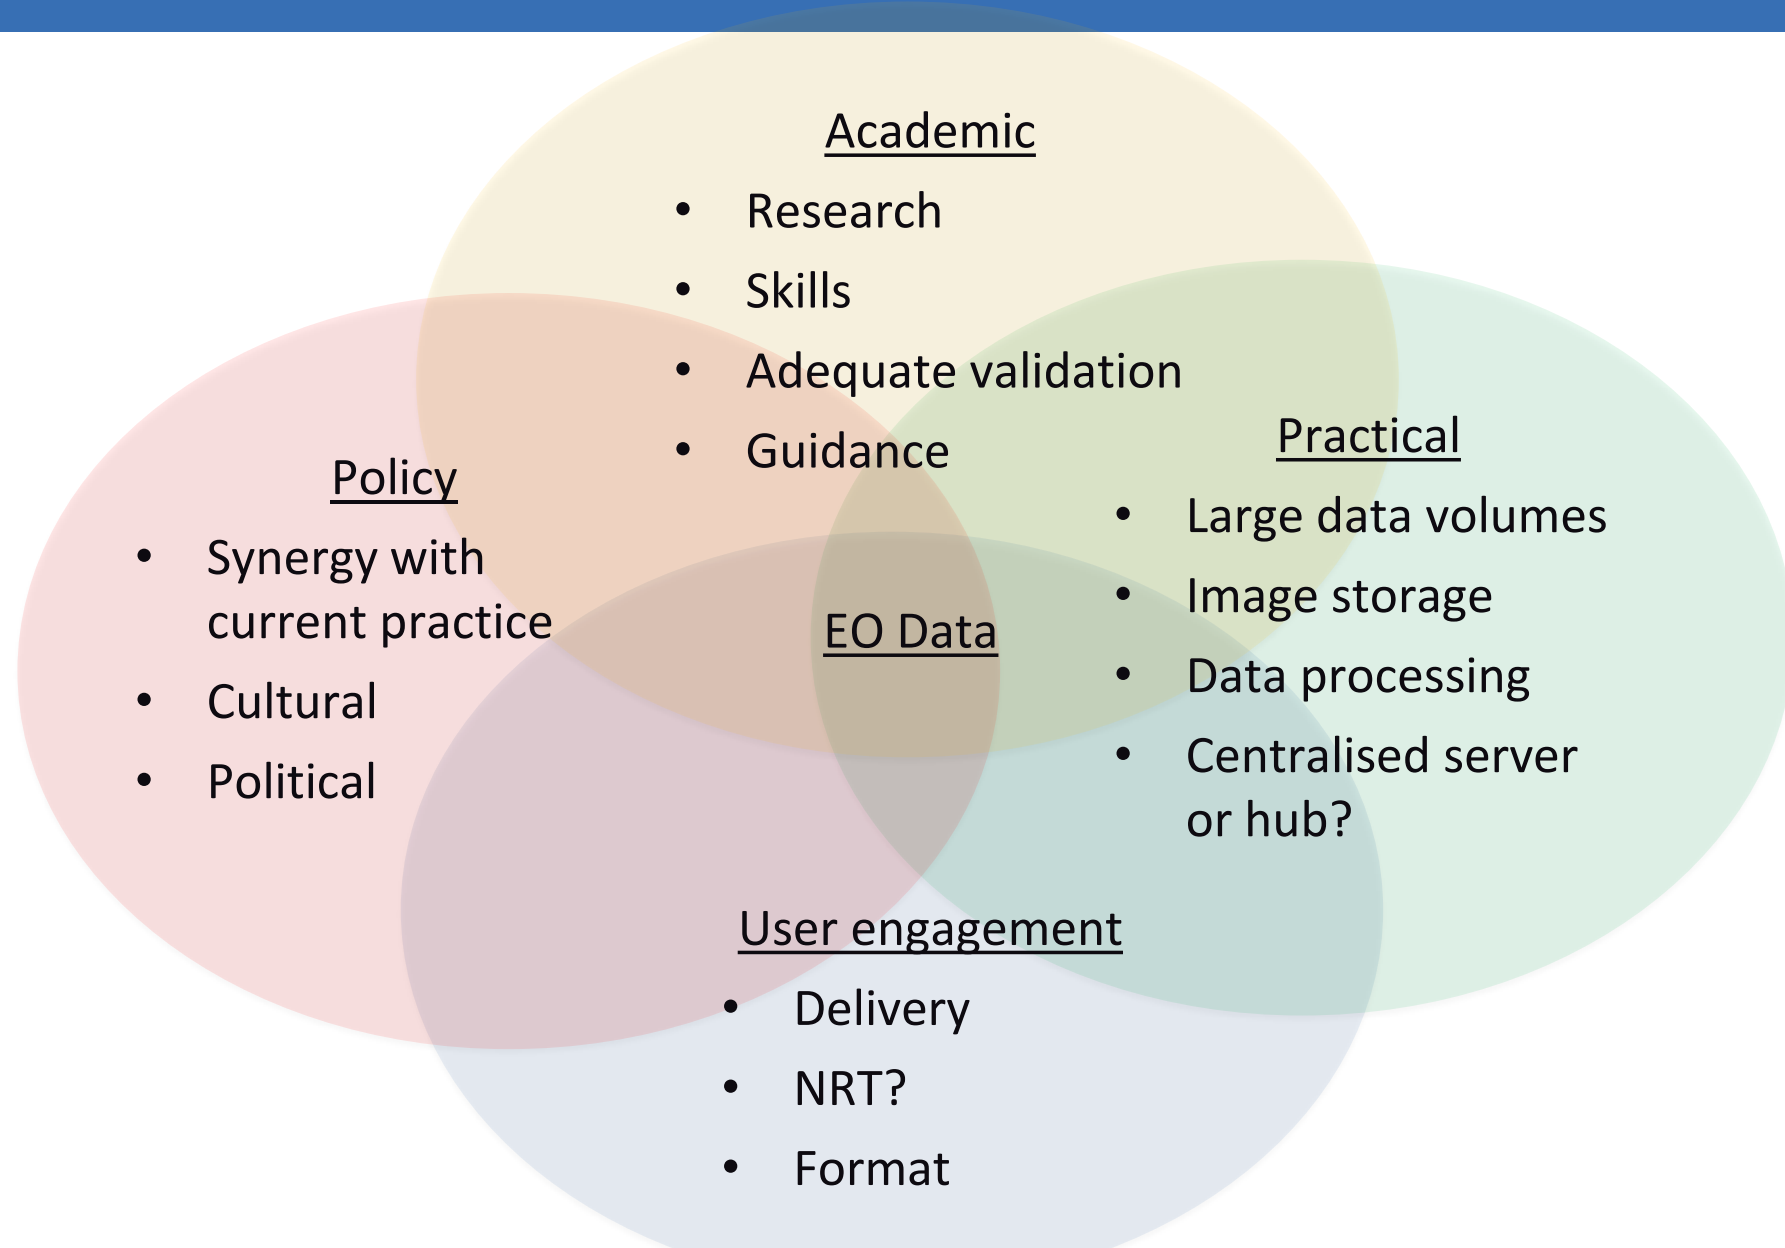 Academic
• Research
• Skills
• Adequate validation
• Guidance
Policy
• Synergy with
current practice
• Cultural
• Political
EO Data
Practical
• Large data volumes
• Image storage
• Data processing
• Centralised server
or hub?
User engagement
• Delivery
• NRT?
• Format